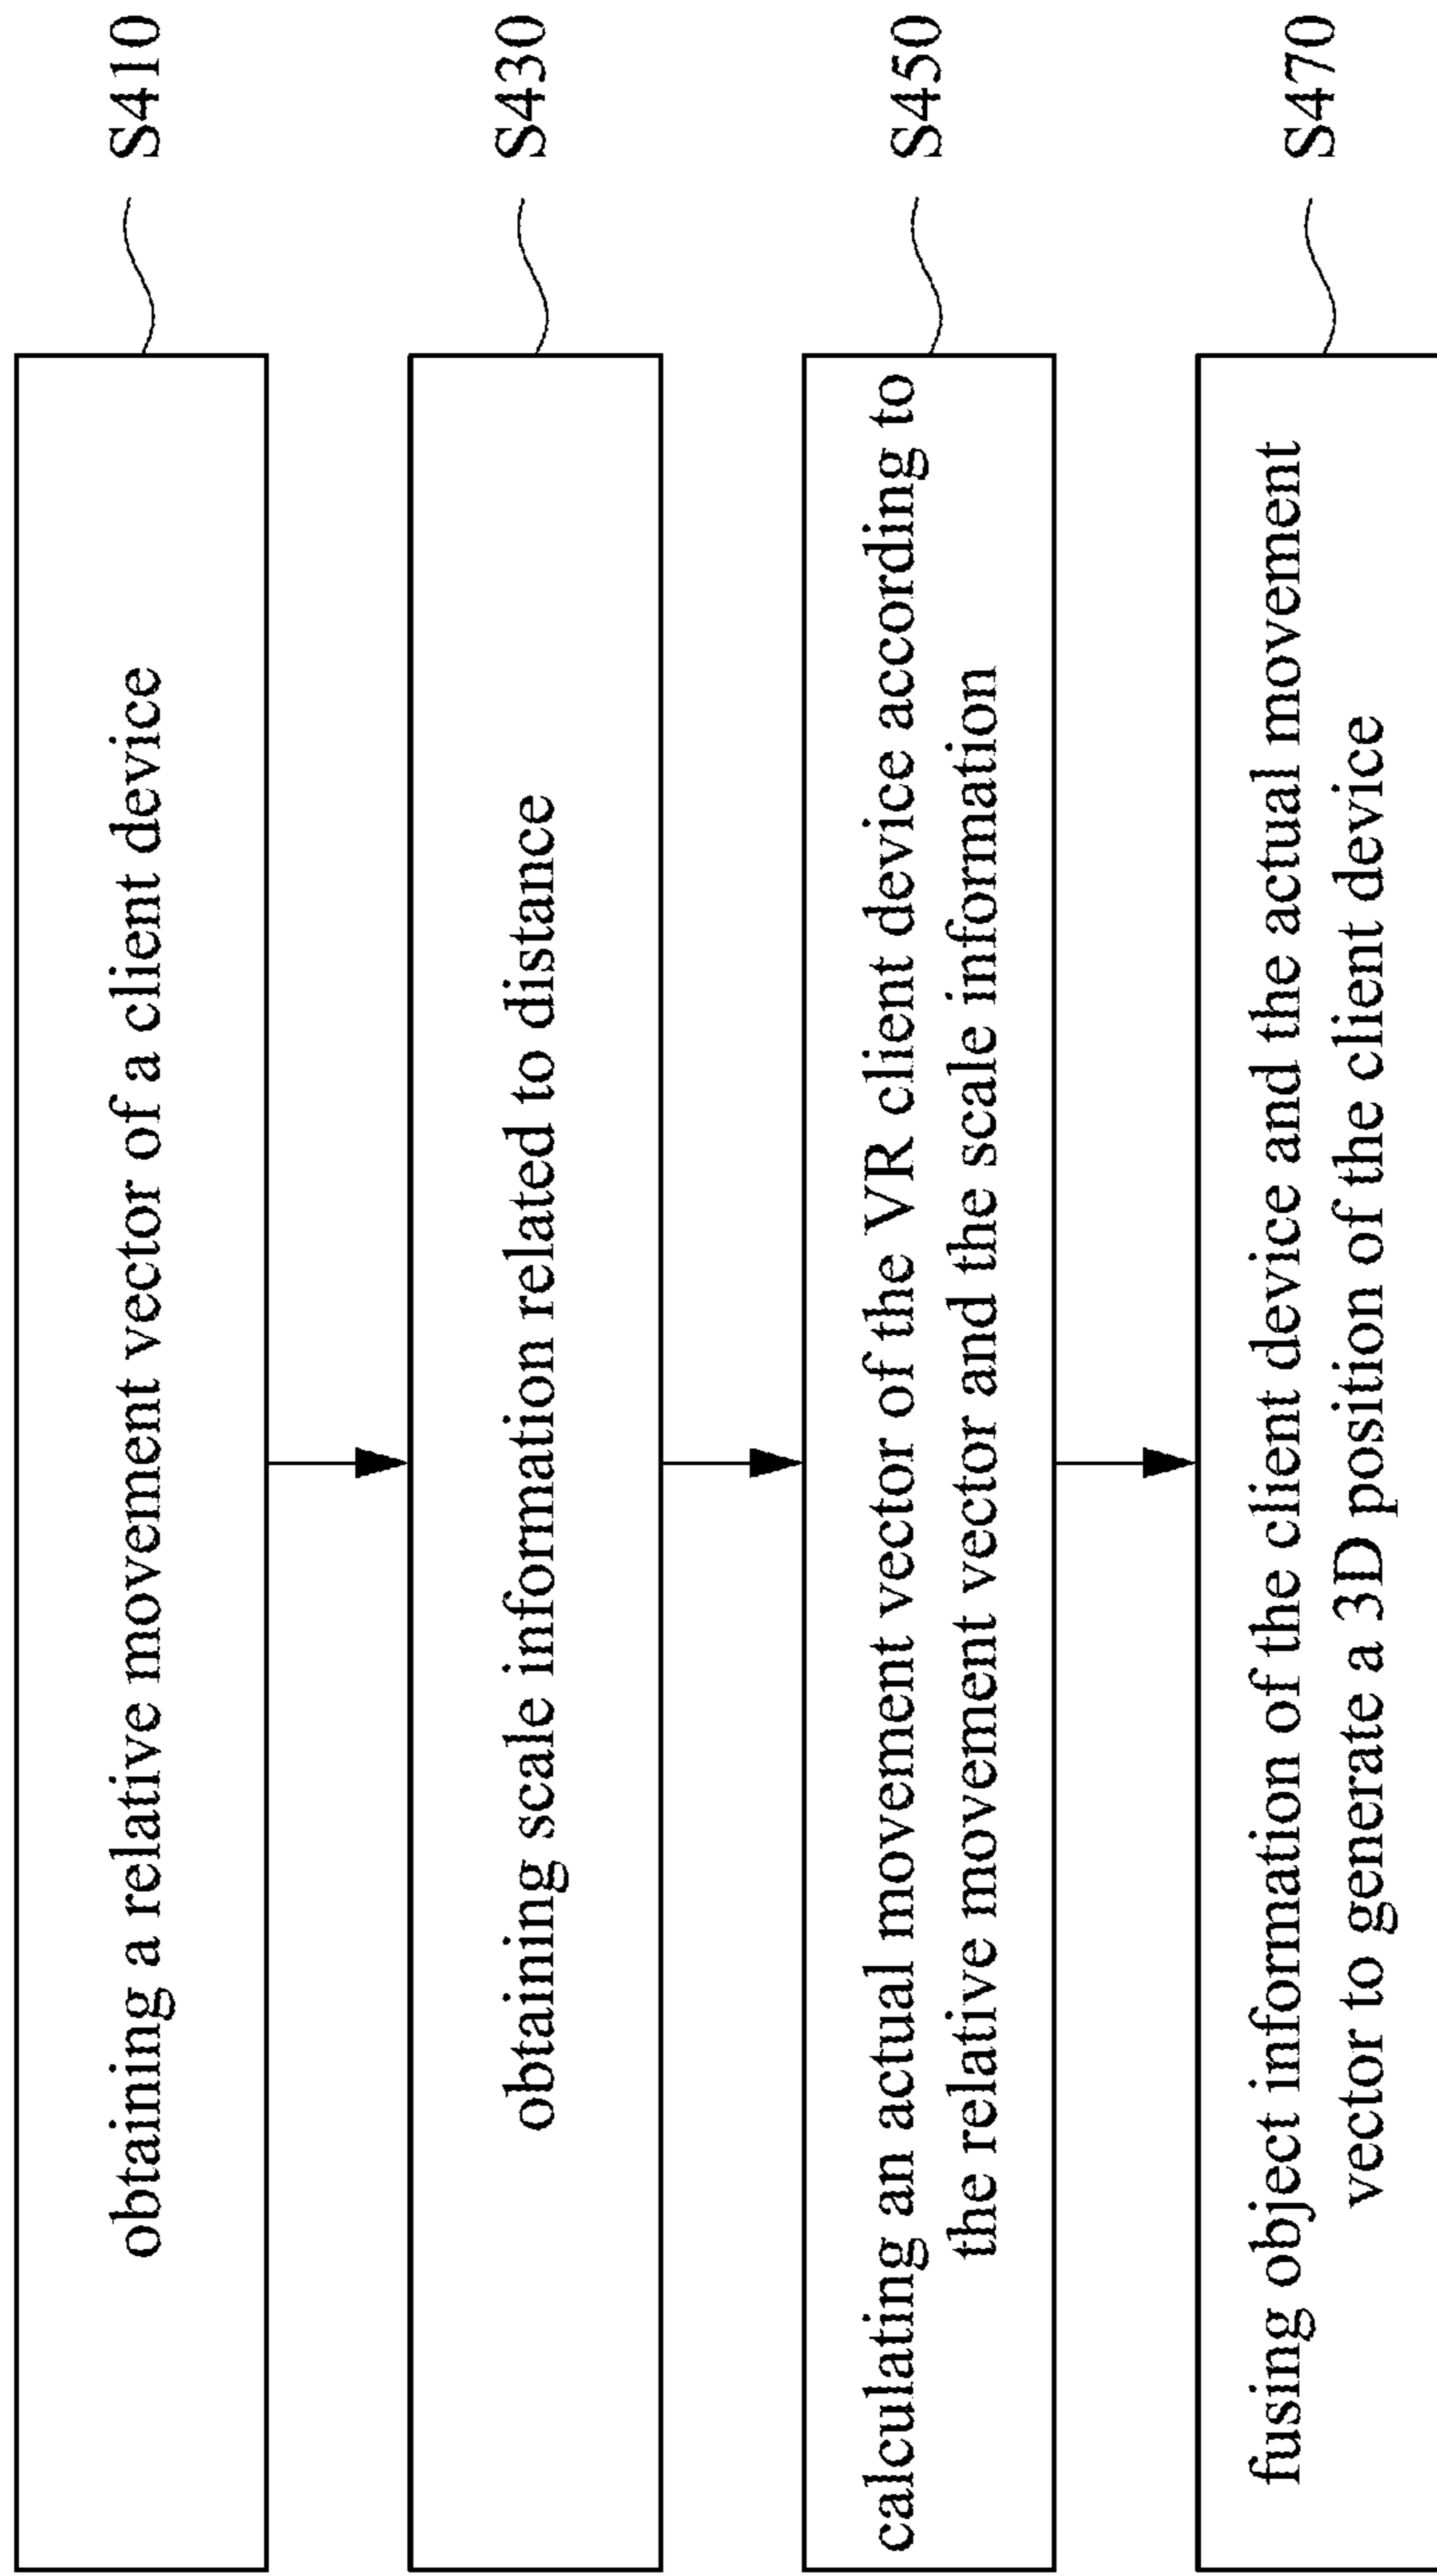 obtaining a relative movement vector of a client device
S410
obtaining scale information related to distance
S430
calculating an actual movement vector of the VR client device according to
the relative movement vector and the scale information
S450
fusing object information of the client device and the actual movement
vector to generate a 3D position of the client device
S470